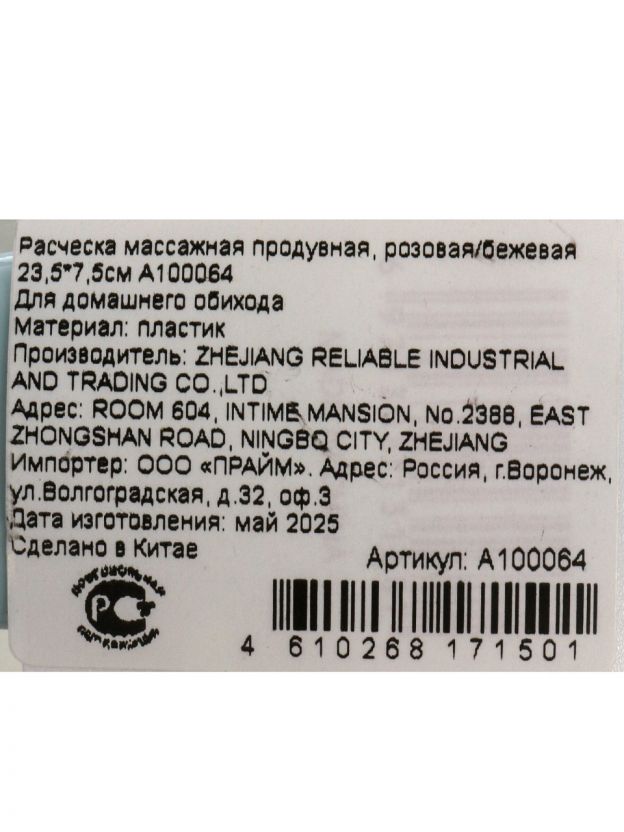 Расческа массажная продувная, розовая/бежевая
23,5*7,5см А100064
Для домашнего обихода
Материал: пластик
Производитель: ZHEJIANG RELIABLE INDUSTRIAL
AND TRADING CO.,LTD
Адрес: ROOM 604, INTIME MANSION, No.2388, EAST
ZHONGSHAN ROAD, NINGBO CITY, ZHEJIANG
Импортер: ООО «ПРАЙМ». Адрес: Россия, г.Воронеж,
ул.Волгоградская, д.32, оф.3
Дата изготовления: май 2025
Сделано в Китае
Артикул: А100064
4 610268 171501